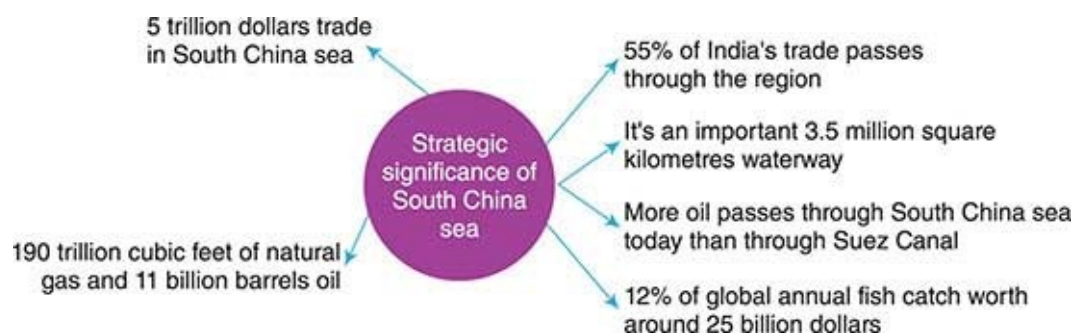 5 trillion dollars trade
in South China sea
Strategic
significance of
South China
sea
190 trillion cubic feet of natural
gas and 11 billion barrels oil
55% of India's trade passes
through the region
It's an important 3.5 million square
kilometres waterway
More oil passes through South China sea
today than through Suez Canal
12% of global annual fish catch worth
around 25 billion dollars